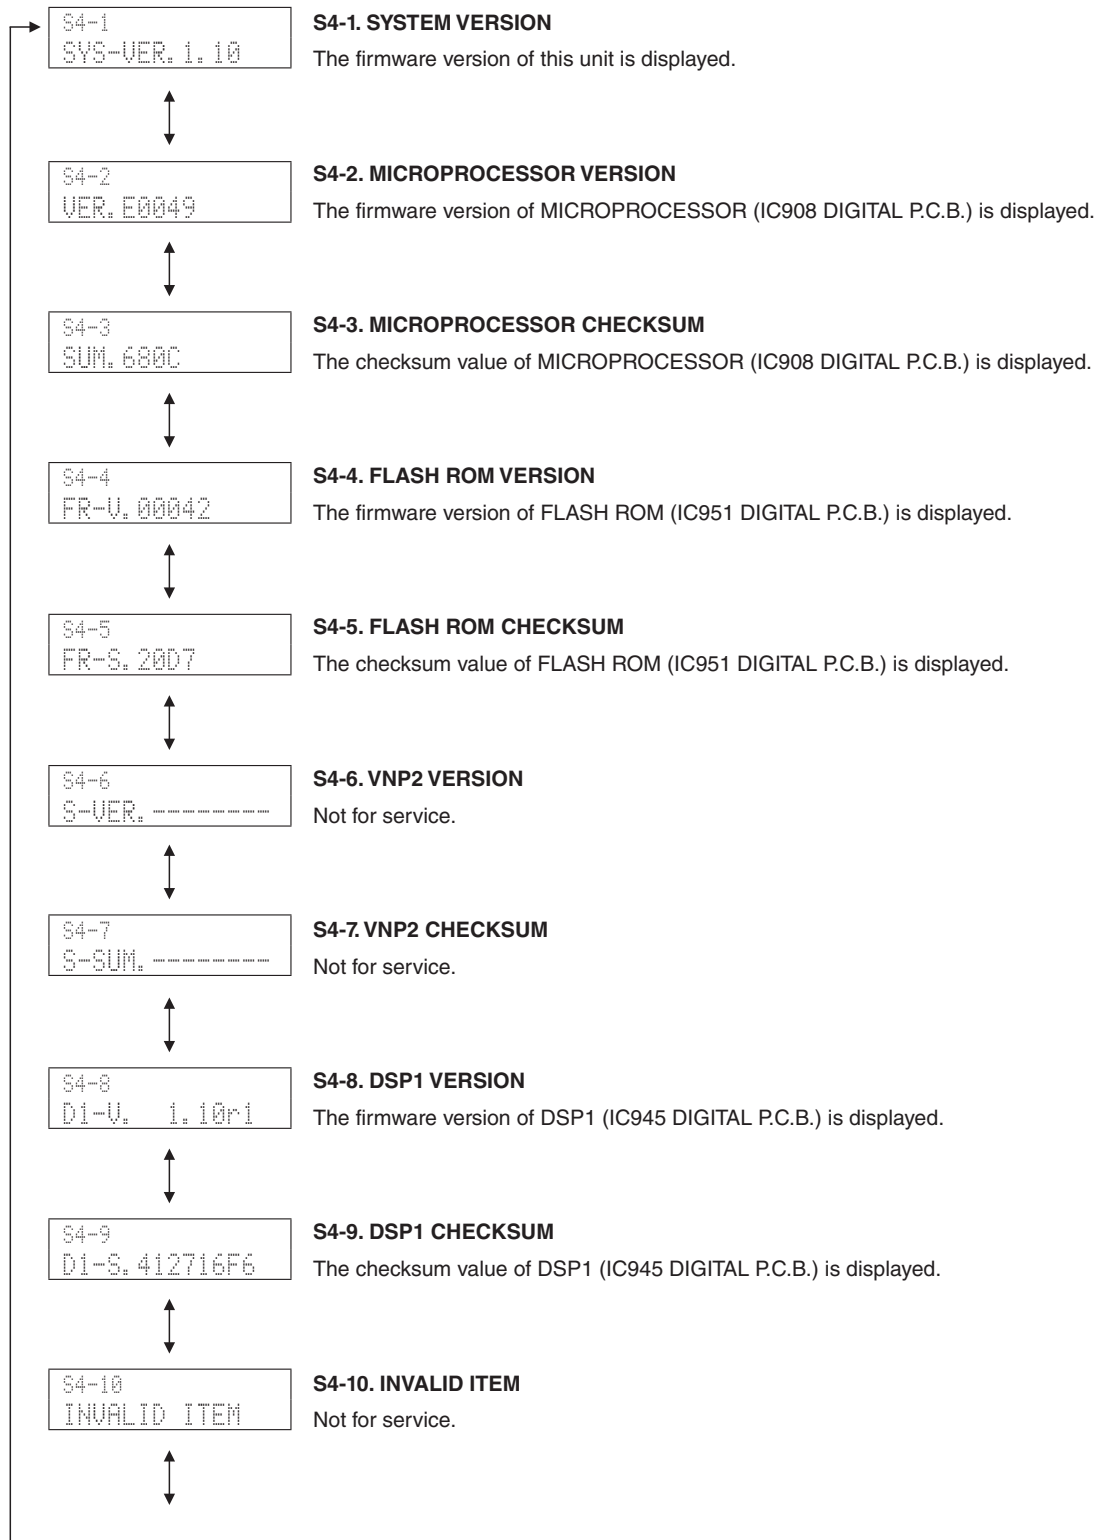 S4-1
SYS-VER.1.10
S4-1. SYSTEM VERSION
The firmware version of this unit is displayed.
S4-2
VER.E0049
S4-2. MICROPROCESSOR VERSION
The firmware version of MICROPROCESSOR (IC908 DIGITAL P.C.B.) is displayed.
S4-3
SUM.680C
S4-3. MICROPROCESSOR CHECKSUM
The checksum value of MICROPROCESSOR (IC908 DIGITAL P.C.B.) is displayed.
S4-4
FR-V.00042
S4-4. FLASH ROM VERSION
The firmware version of FLASH ROM (IC951 DIGITAL P.C.B.) is displayed.
S4-5
FR-S.20D7
S4-5. FLASH ROM CHECKSUM
The checksum value of FLASH ROM (IC951 DIGITAL P.C.B.) is displayed.
S4-6
S-VER.--------
S4-6. VNP2 VERSION
Not for service.
S4-7
S-SUM.--------
S4-7. VNP2 CHECKSUM
Not for service.
S4-8
D1-V.  1.10r1
S4-8. DSP1 VERSION
The firmware version of DSP1 (IC945 DIGITAL P.C.B.) is displayed.
S4-9
D1-S.412716F6
S4-9. DSP1 CHECKSUM
The checksum value of DSP1 (IC945 DIGITAL P.C.B.) is displayed.
S4-10
INVALID ITEM
S4-10. INVALID ITEM
Not for service.